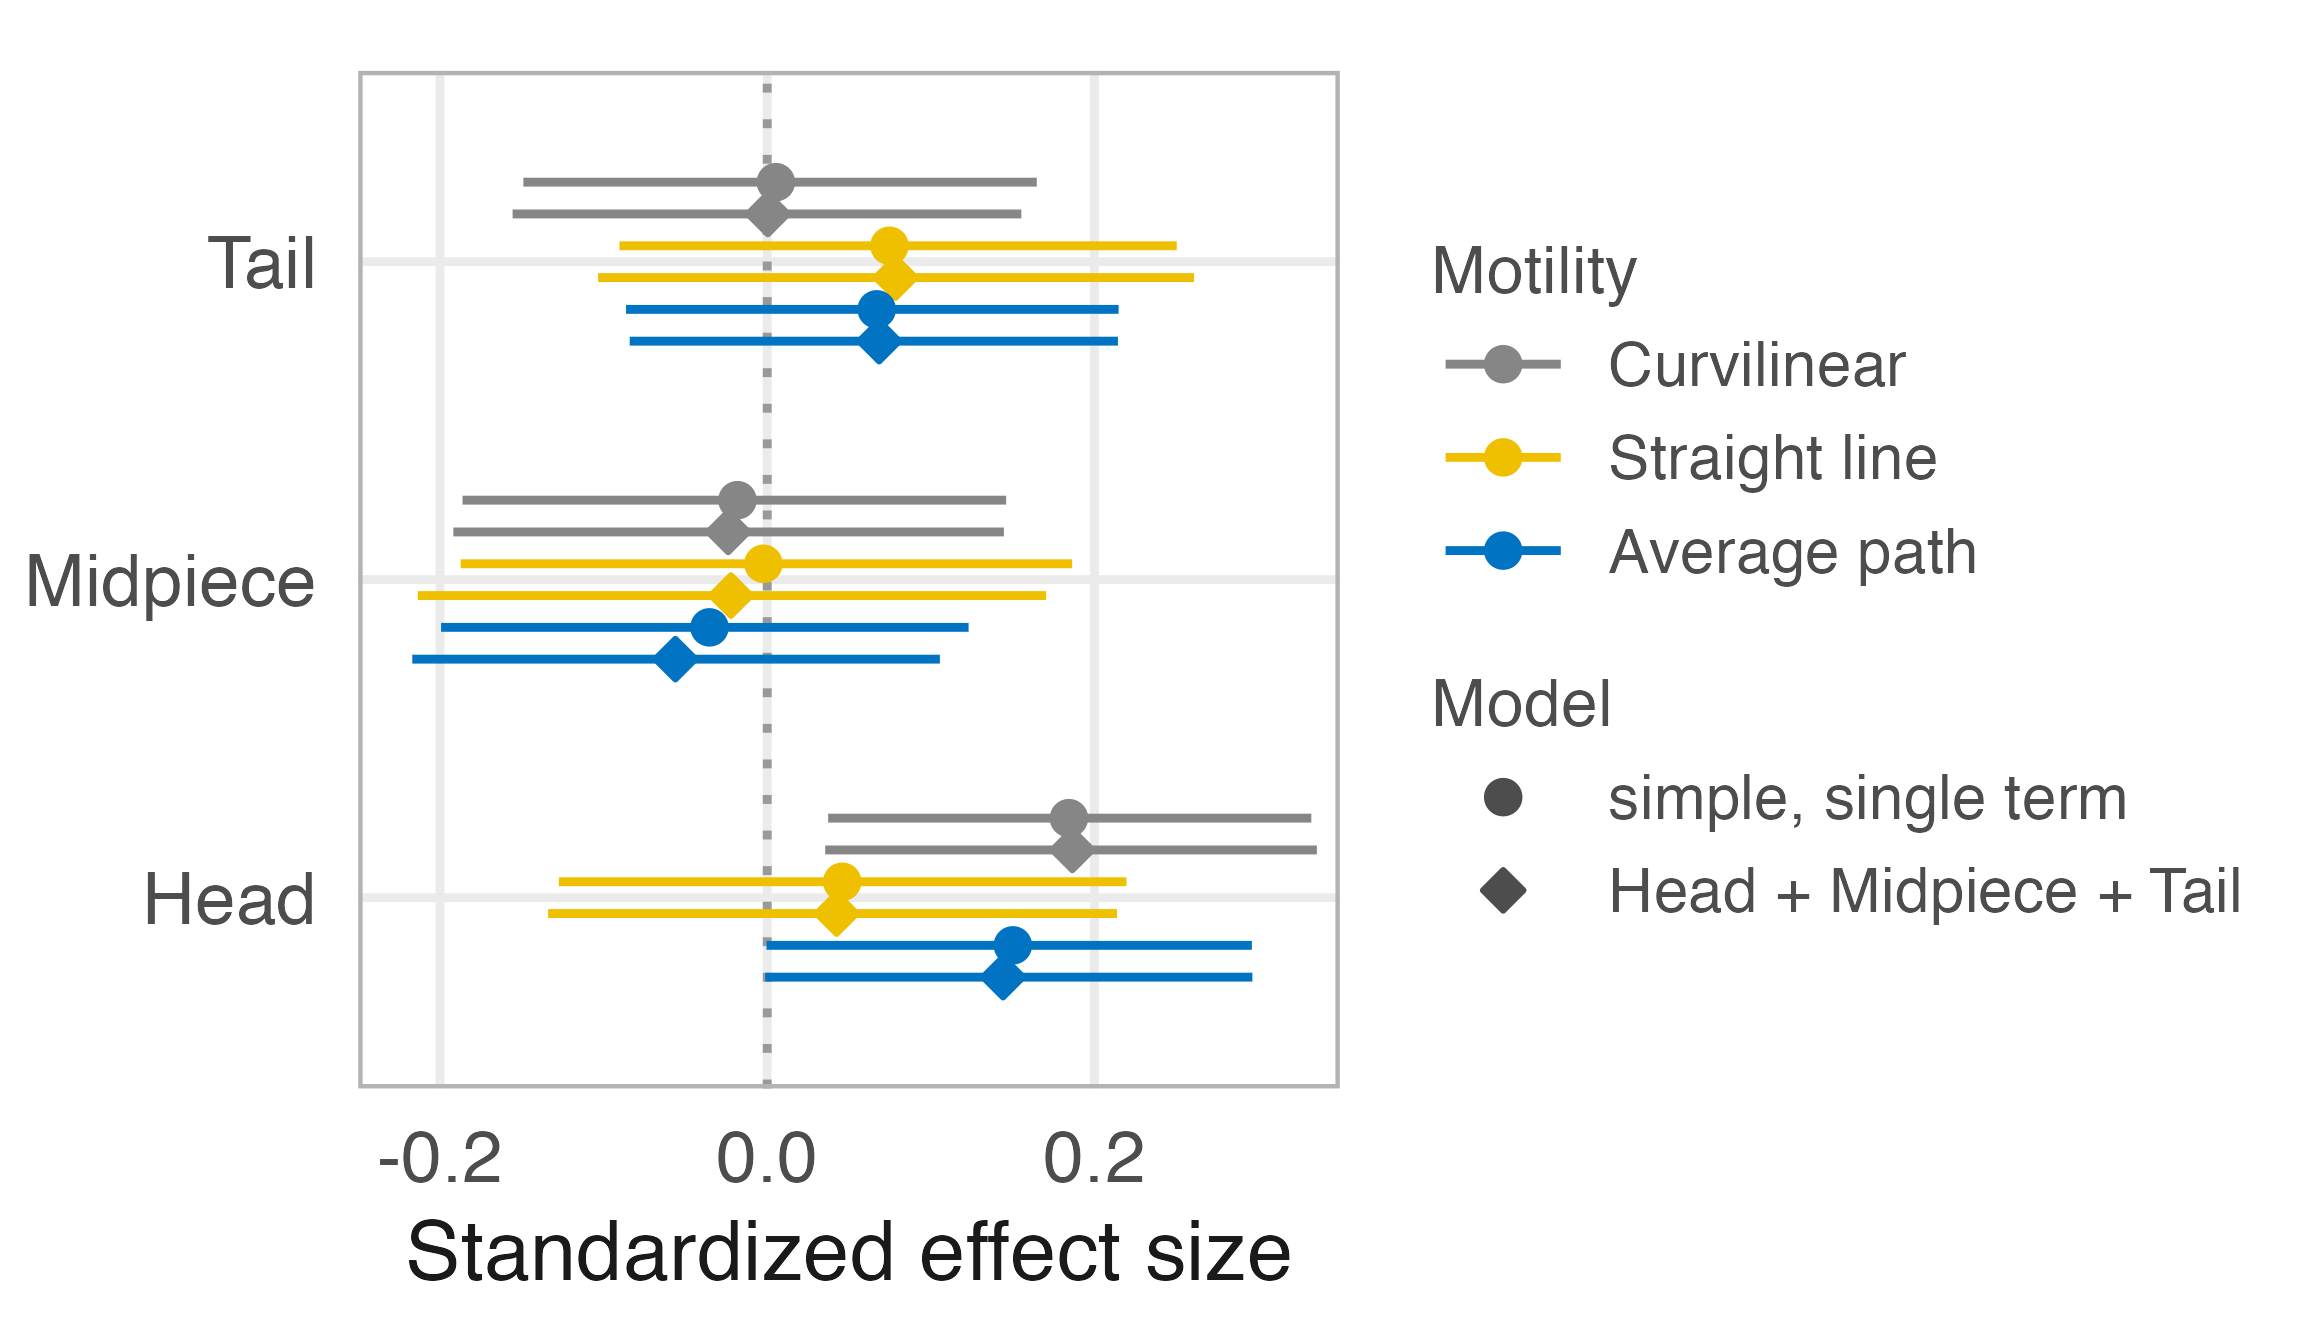 Tail
Midpiece
Head
-0.2 0.0 0.2
Standardized effect size
Motility
Curvilinear
Straight line
Average path
Model
simple, single term
Head + Midpiece + Tail